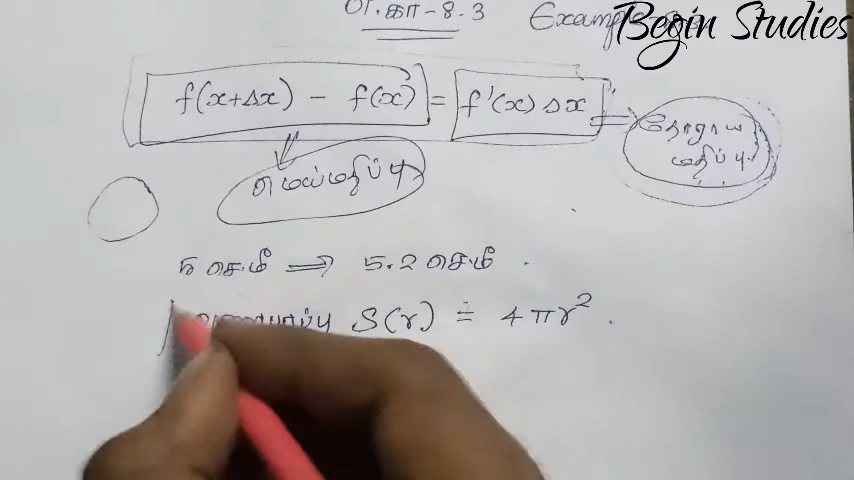 எ.கா-8.3 Example Begin Studies
f(x+Δx) - f(x) = f'(x) Δx
தோராய
மதிப்பு
மெய்மதிப்பு
5 செ.மீ ⇒ 5.2 செ.மீ .
S(r) = 4πr² .